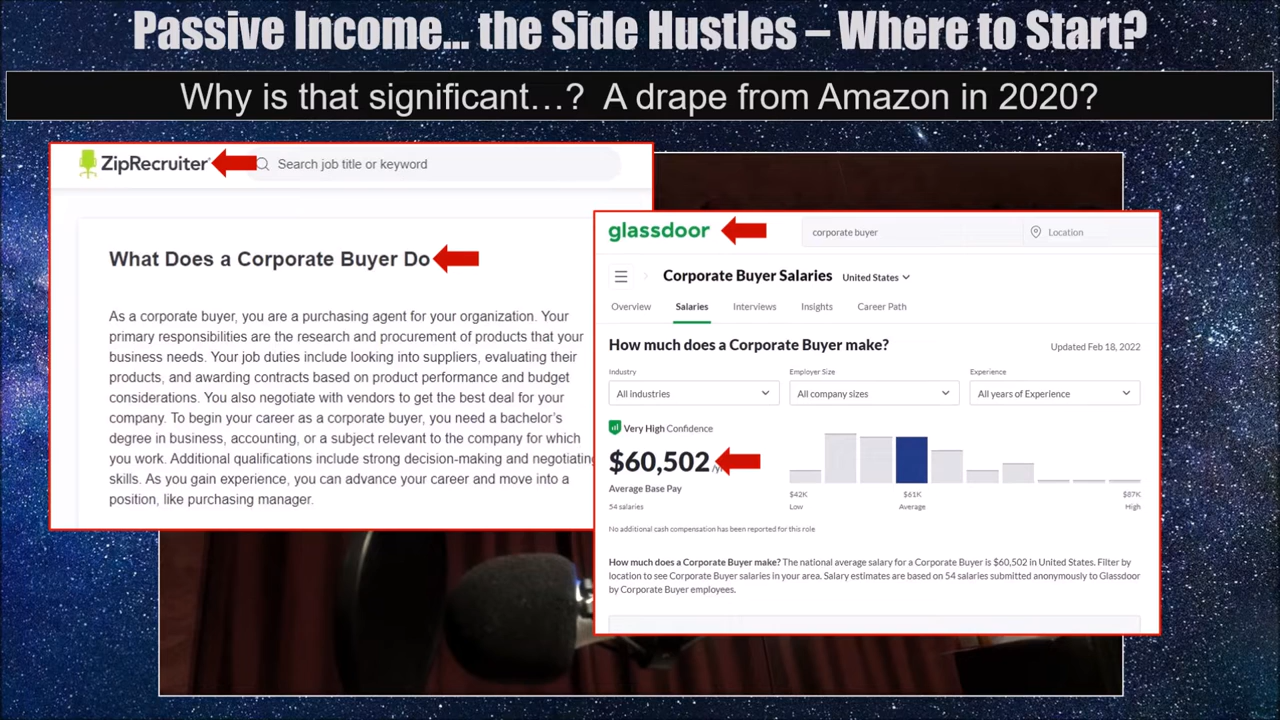 Passive Income... the Side Hustles – Where to Start?
Why is that significant…?  A drape from Amazon in 2020?
ZipRecruiter
Search job title or keyword
What Does a Corporate Buyer Do
As a corporate buyer, you are a purchasing agent for your organization. Your
primary responsibilities are the research and procurement of products that your
business needs. Your job duties include looking into suppliers, evaluating their
products, and awarding contracts based on product performance and budget
considerations. You also negotiate with vendors to get the best deal for your
company. To begin your career as a corporate buyer, you need a bachelor's
degree in business, accounting, or a subject relevant to the company for which
you work. Additional qualifications include strong decision-making and negotiating
skills. As you gain experience, you can advance your career and move into a
position, like purchasing manager.
glassdoor
corporate buyer
Location
Corporate Buyer Salaries
United States
Overview
Salaries
Interviews
Insights
Career Path
How much does a Corporate Buyer make?
Updated Feb 18, 2022
Industry
Employer Size
Experience
All industries
All company sizes
All years of Experience
Very High Confidence
$60,502 /yr
Average Base Pay
54 salaries
$42K
Low
$61K
Average
$87K
High
No additional cash compensation has been reported for this role
How much does a Corporate Buyer make? The national average salary for a Corporate Buyer is $60,502 in United States. Filter by
location to see Corporate Buyer salaries in your area. Salary estimates are based on 54 salaries submitted anonymously to Glassdoor
by Corporate Buyer employees.